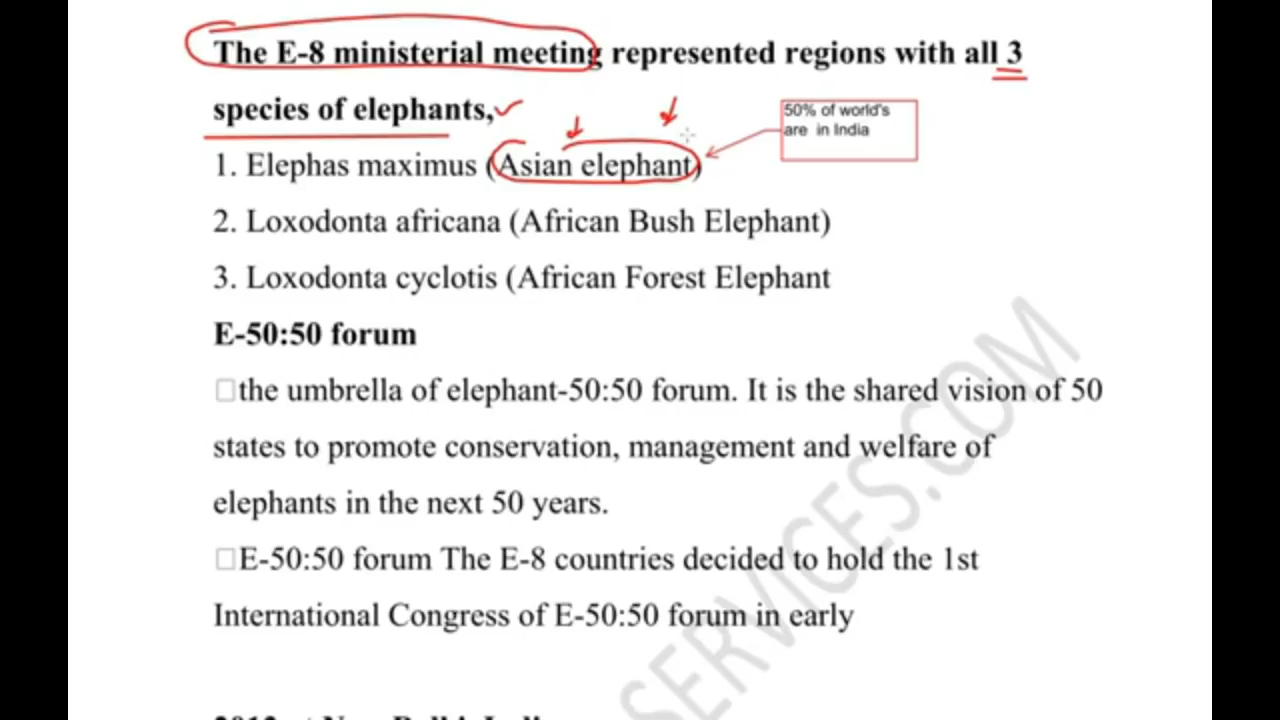 The E-8 ministerial meeting represented regions with all 3
species of elephants,
50% of world's
are in India
1. Elephas maximus (Asian elephant)
2. Loxodonta africana (African Bush Elephant)
3. Loxodonta cyclotis (African Forest Elephant
E-50:50 forum
the umbrella of elephant-50:50 forum. It is the shared vision of 50
states to promote conservation, management and welfare of
elephants in the next 50 years.
E-50:50 forum The E-8 countries decided to hold the 1st
International Congress of E-50:50 forum in early
SERVICES.COM